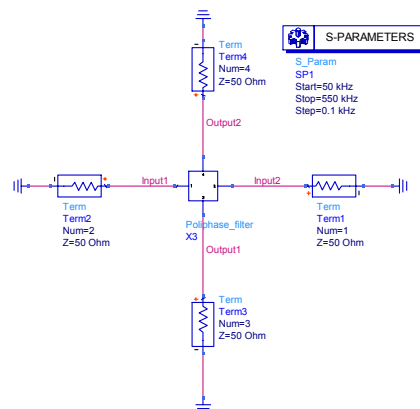 S-PARAMETERS
S_Param
SP1
Start=50 kHz
Stop=550 kHz
Step=0.1 kHz
Term
Term4
Num=4
Z=50 Ohm
Output2
Input1
Input2
Term
Term2
Num=2
Z=50 Ohm
Poliphase_filter
X3
Term
Term1
Num=1
Z=50 Ohm
Output1
Term
Term3
Num=3
Z=50 Ohm